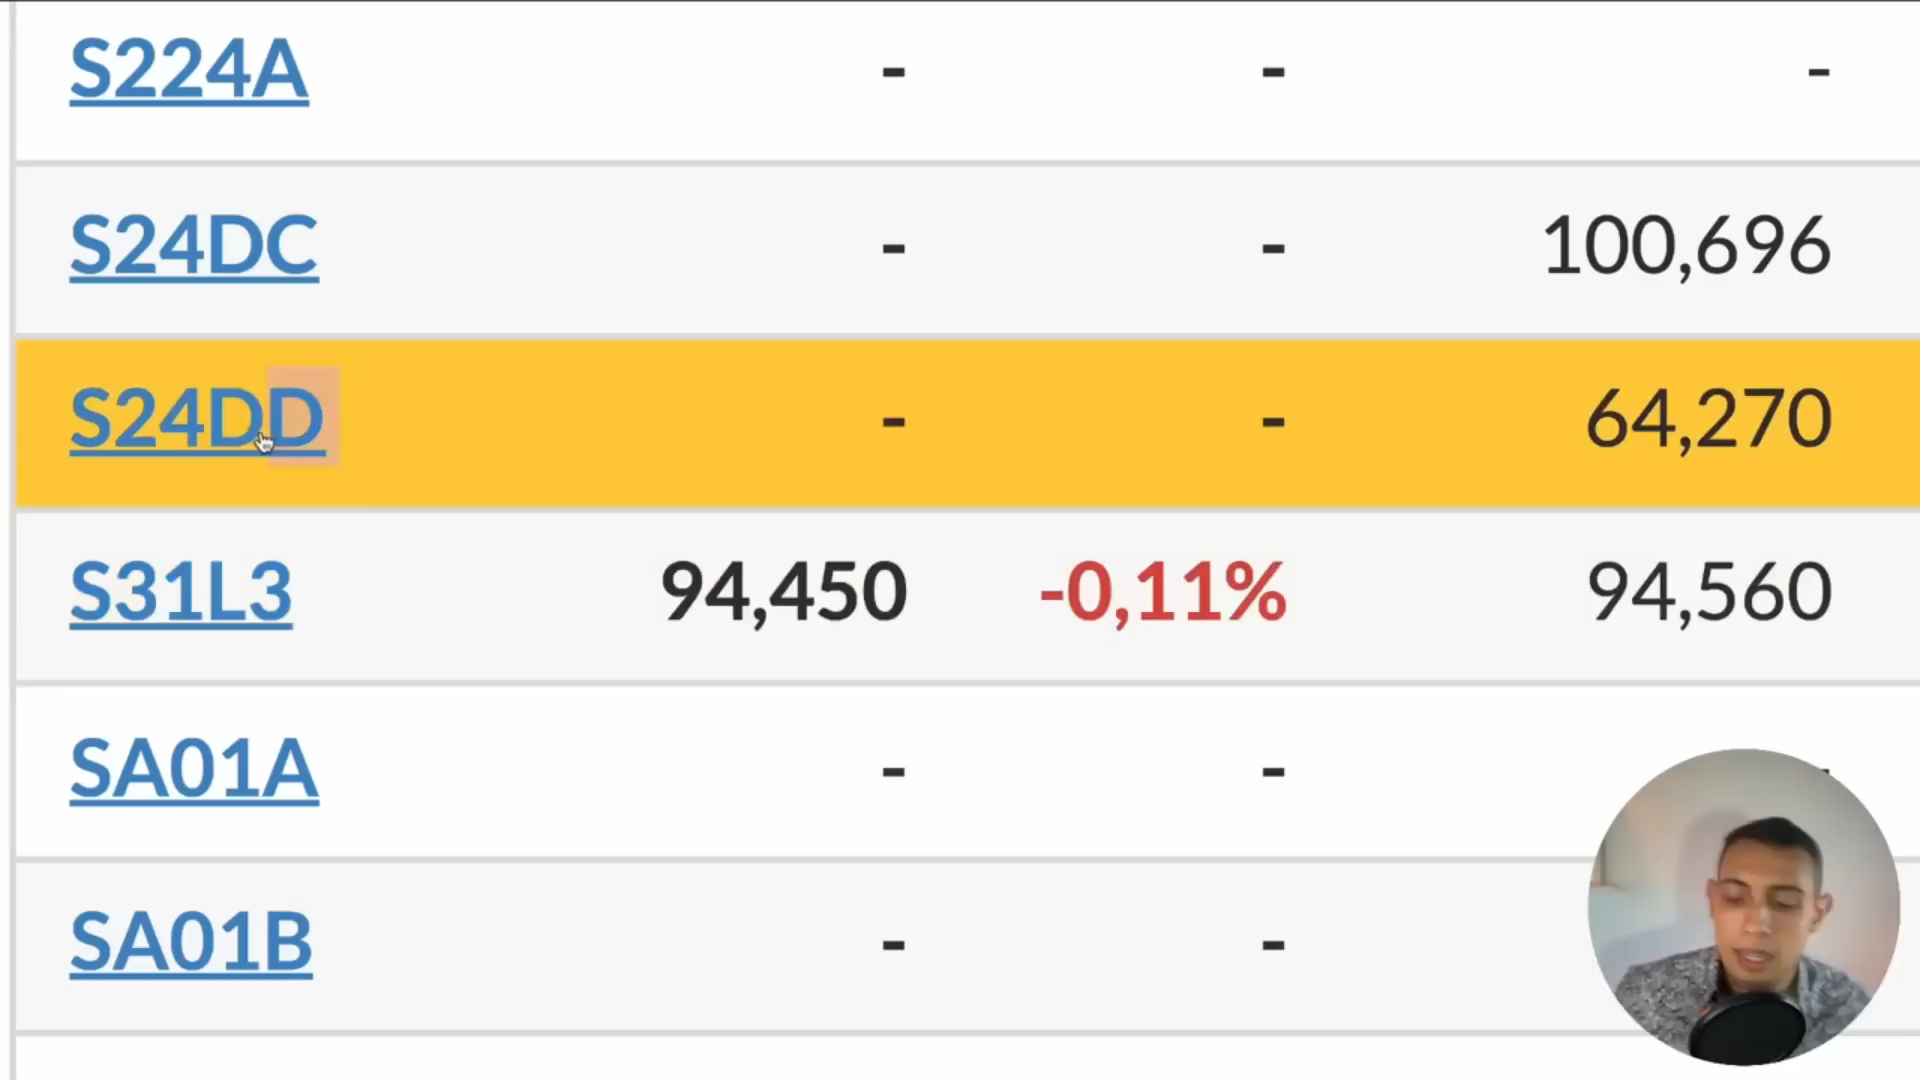 S224A - - -
S24DC - - 100,696
S24DD - - 64,270
S31L3 94,450 -0,11% 94,560
SA01A - - -
SA01B - -